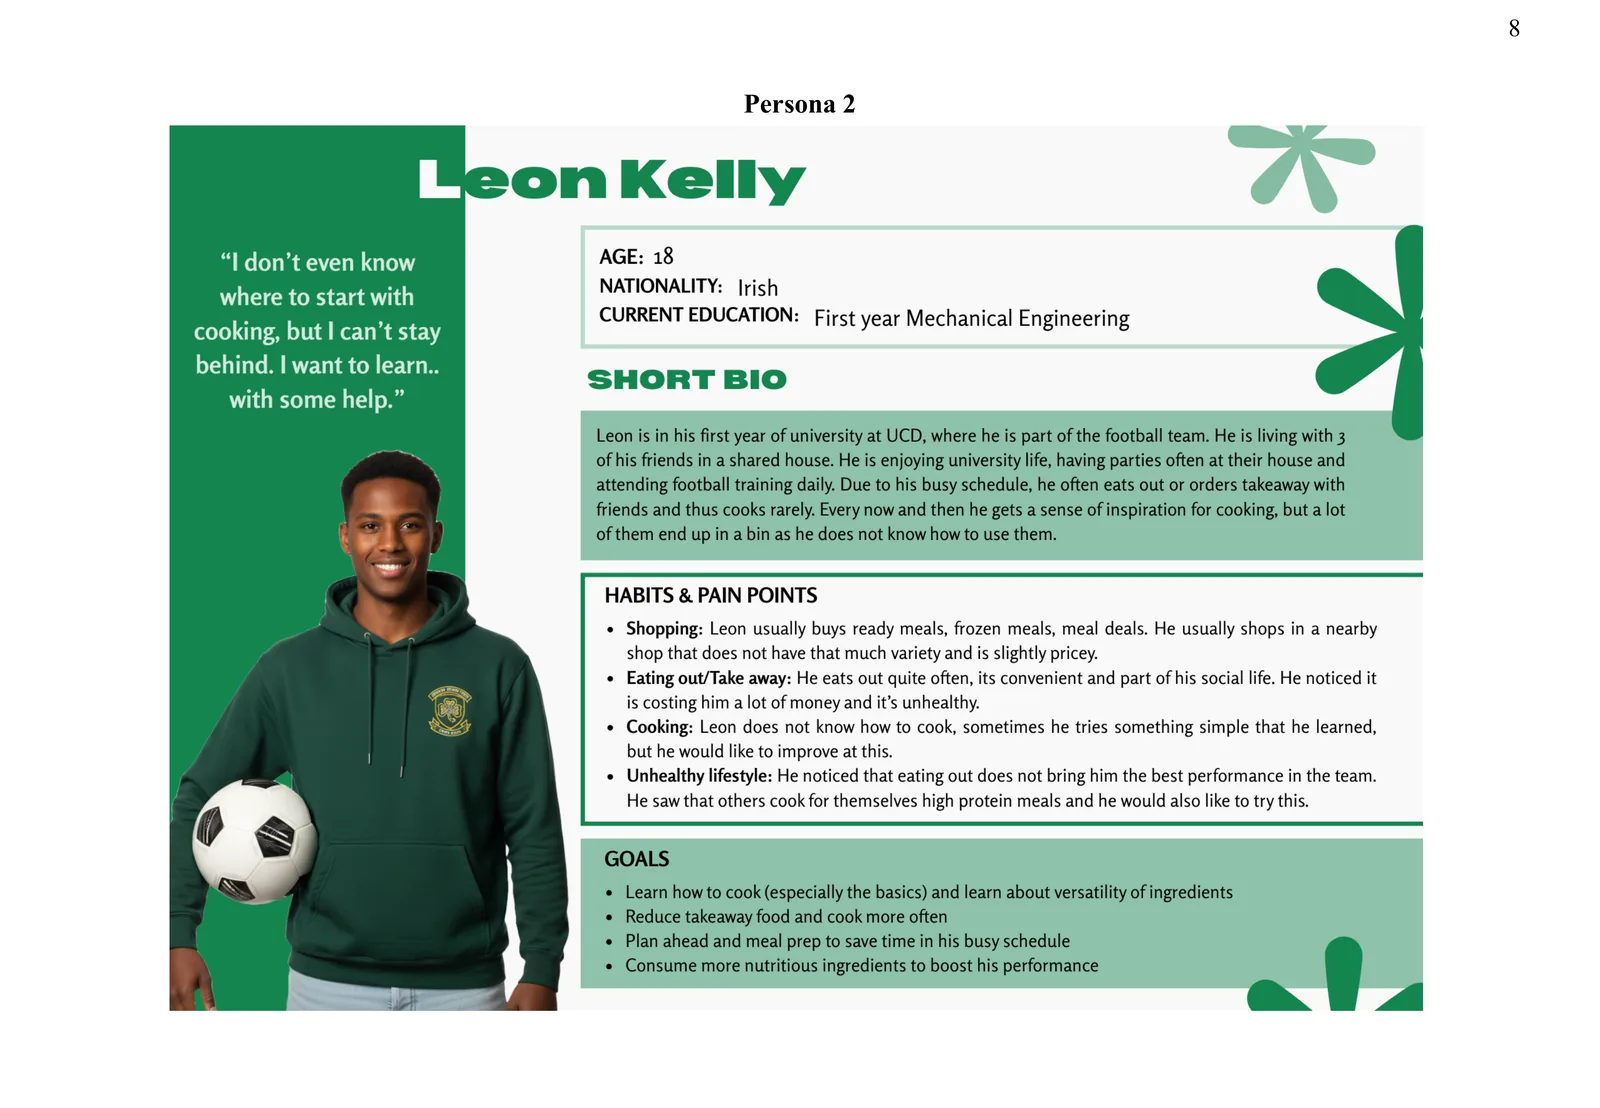 8
Persona 2
Leon Kelly
“I don’t even know
where to start with
cooking, but I can’t stay
behind. I want to learn..
with some help.”
AGE: 18
NATIONALITY: Irish
CURRENT EDUCATION: First year Mechanical Engineering
SHORT BIO
Leon is in his first year of university at UCD, where he is part of the football team. He is living with 3
of his friends in a shared house. He is enjoying university life, having parties often at their house and
attending football training daily. Due to his busy schedule, he often eats out or orders takeaway with
friends and thus cooks rarely. Every now and then he gets a sense of inspiration for cooking, but a lot
of them end up in a bin as he does not know how to use them.
HABITS & PAIN POINTS
• Shopping: Leon usually buys ready meals, frozen meals, meal deals. He usually shops in a nearby
shop that does not have that much variety and is slightly pricey.
• Eating out/Take away: He eats out quite often, its convenient and part of his social life. He noticed it
is costing him a lot of money and it’s unhealthy.
• Cooking: Leon does not know how to cook, sometimes he tries something simple that he learned,
but he would like to improve at this.
• Unhealthy lifestyle: He noticed that eating out does not bring him the best performance in the team.
He saw that others cook for themselves high protein meals and he would also like to try this.
GOALS
• Learn how to cook (especially the basics) and learn about versatility of ingredients
• Reduce takeaway food and cook more often
• Plan ahead and meal prep to save time in his busy schedule
• Consume more nutritious ingredients to boost his performance